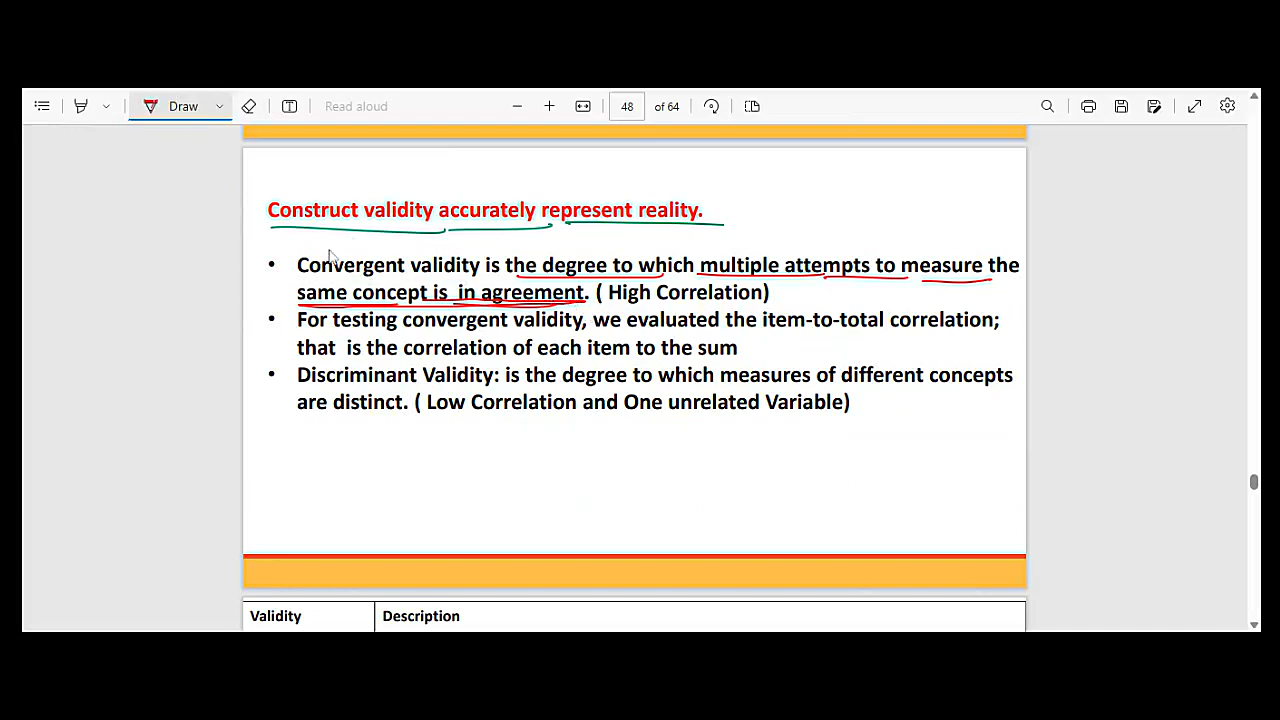 Draw
Read aloud
48 of 64
Construct validity accurately represent reality.
• Convergent validity is the degree to which multiple attempts to measure the
same concept is in agreement. ( High Correlation)
• For testing convergent validity, we evaluated the item-to-total correlation;
that is the correlation of each item to the sum
• Discriminant Validity: is the degree to which measures of different concepts
are distinct. ( Low Correlation and One unrelated Variable)
Validity Description